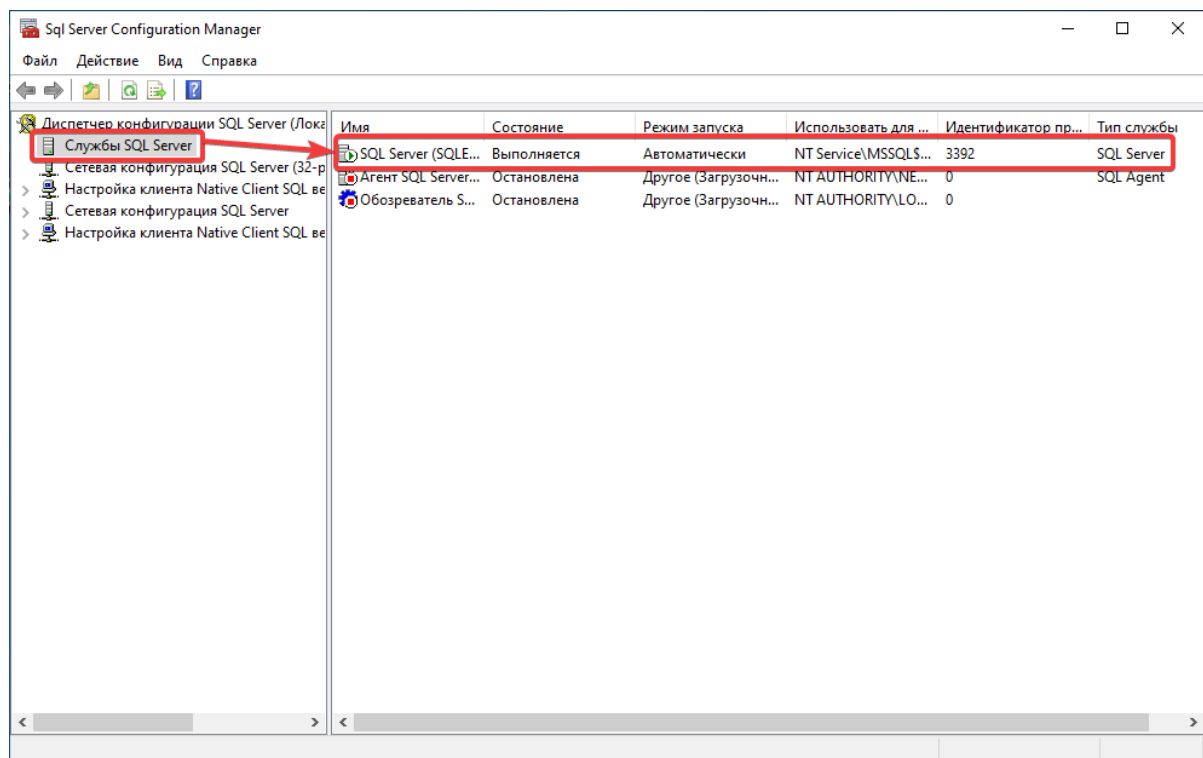 Sql Server Configuration Manager
Файл Действие Вид Справка
Диспетчер конфигурации SQL Server (Лока
Службы SQL Server
Сетевая конфигурация SQL Server (32-р
Настройка клиента Native Client SQL ве
Сетевая конфигурация SQL Server
Настройка клиента Native Client SQL ве
Имя Состояние Режим запуска Использовать для ... Идентификатор пр... Тип службы
SQL Server (SQLE... Выполняется Автоматически NT Service\MSSQL$... 3392 SQL Server
Агент SQL Server... Остановлена Другое (Загрузочн... NT AUTHORITY\NE... 0 SQL Agent
Обозреватель S... Остановлена Другое (Загрузочн... NT AUTHORITY\LO... 0